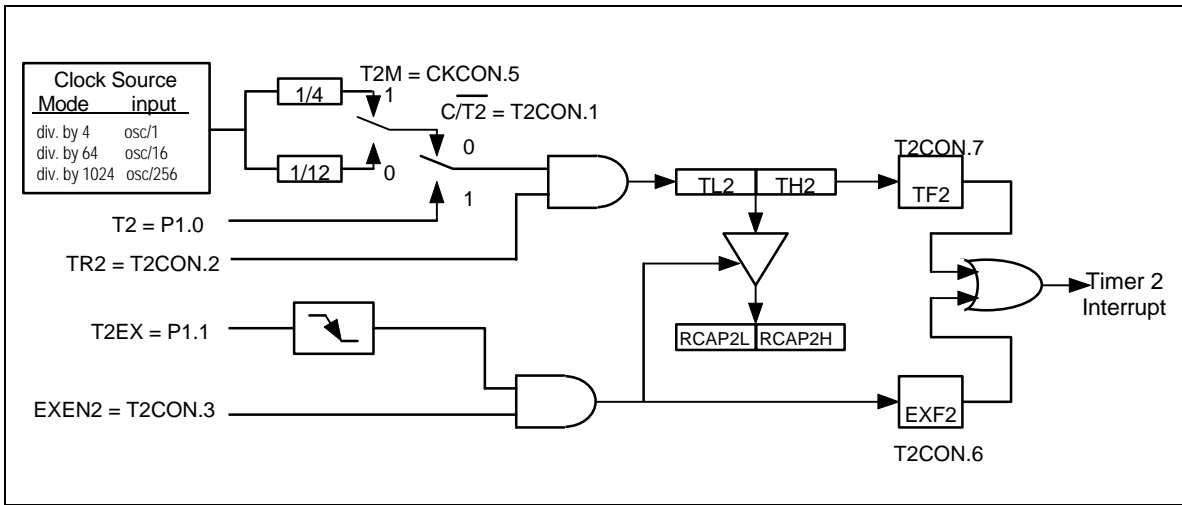 Clock Source
Mode input
div. by 4 osc/1
div. by 64 osc/16
div. by 1024 osc/256
1/4
1/12
T2M = CKCON.5
1
0
C/T2 = T2CON.1
0
1
T2 = P1.0
TR2 = T2CON.2
TL2 TH2
T2CON.7
TF2
Timer 2
Interrupt
T2EX = P1.1
RCAP2L RCAP2H
EXEN2 = T2CON.3
EXF2
T2CON.6